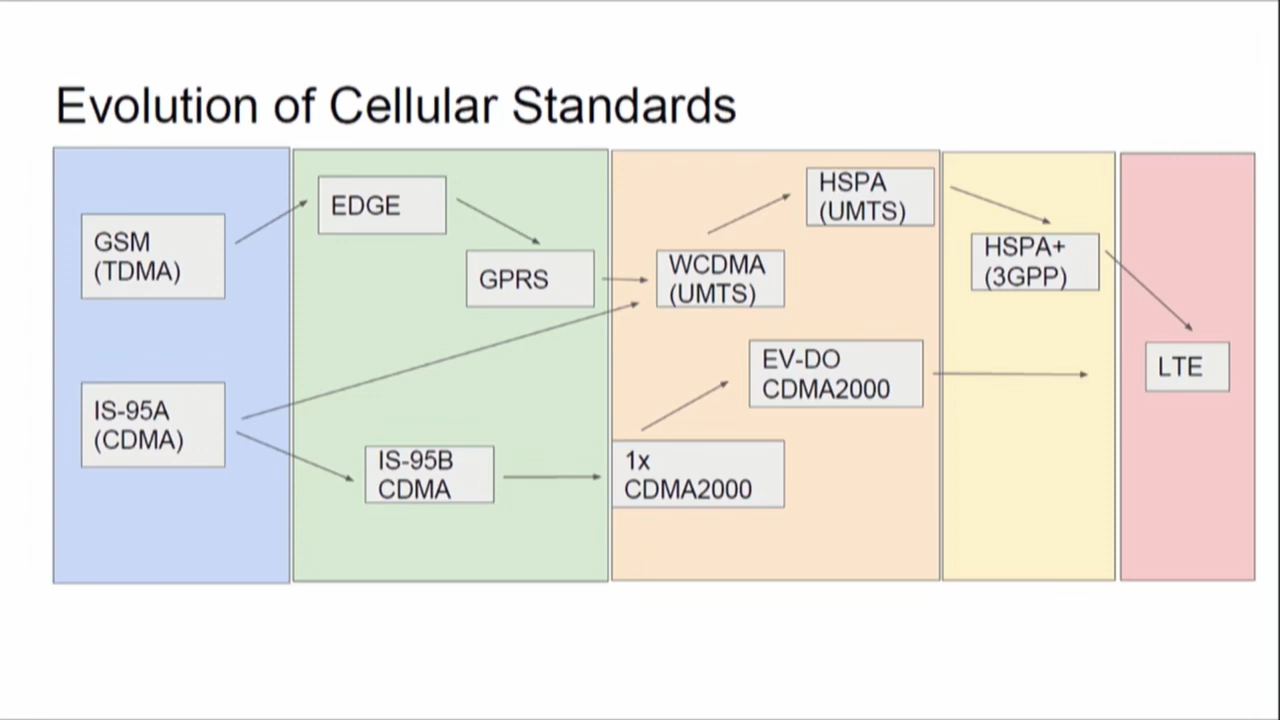 Evolution of Cellular Standards
GSM
(TDMA)
IS-95A
(CDMA)
EDGE
GPRS
IS-95B
CDMA
HSPA
(UMTS)
WCDMA
(UMTS)
EV-DO
CDMA2000
1x
CDMA2000
HSPA+
(3GPP)
LTE